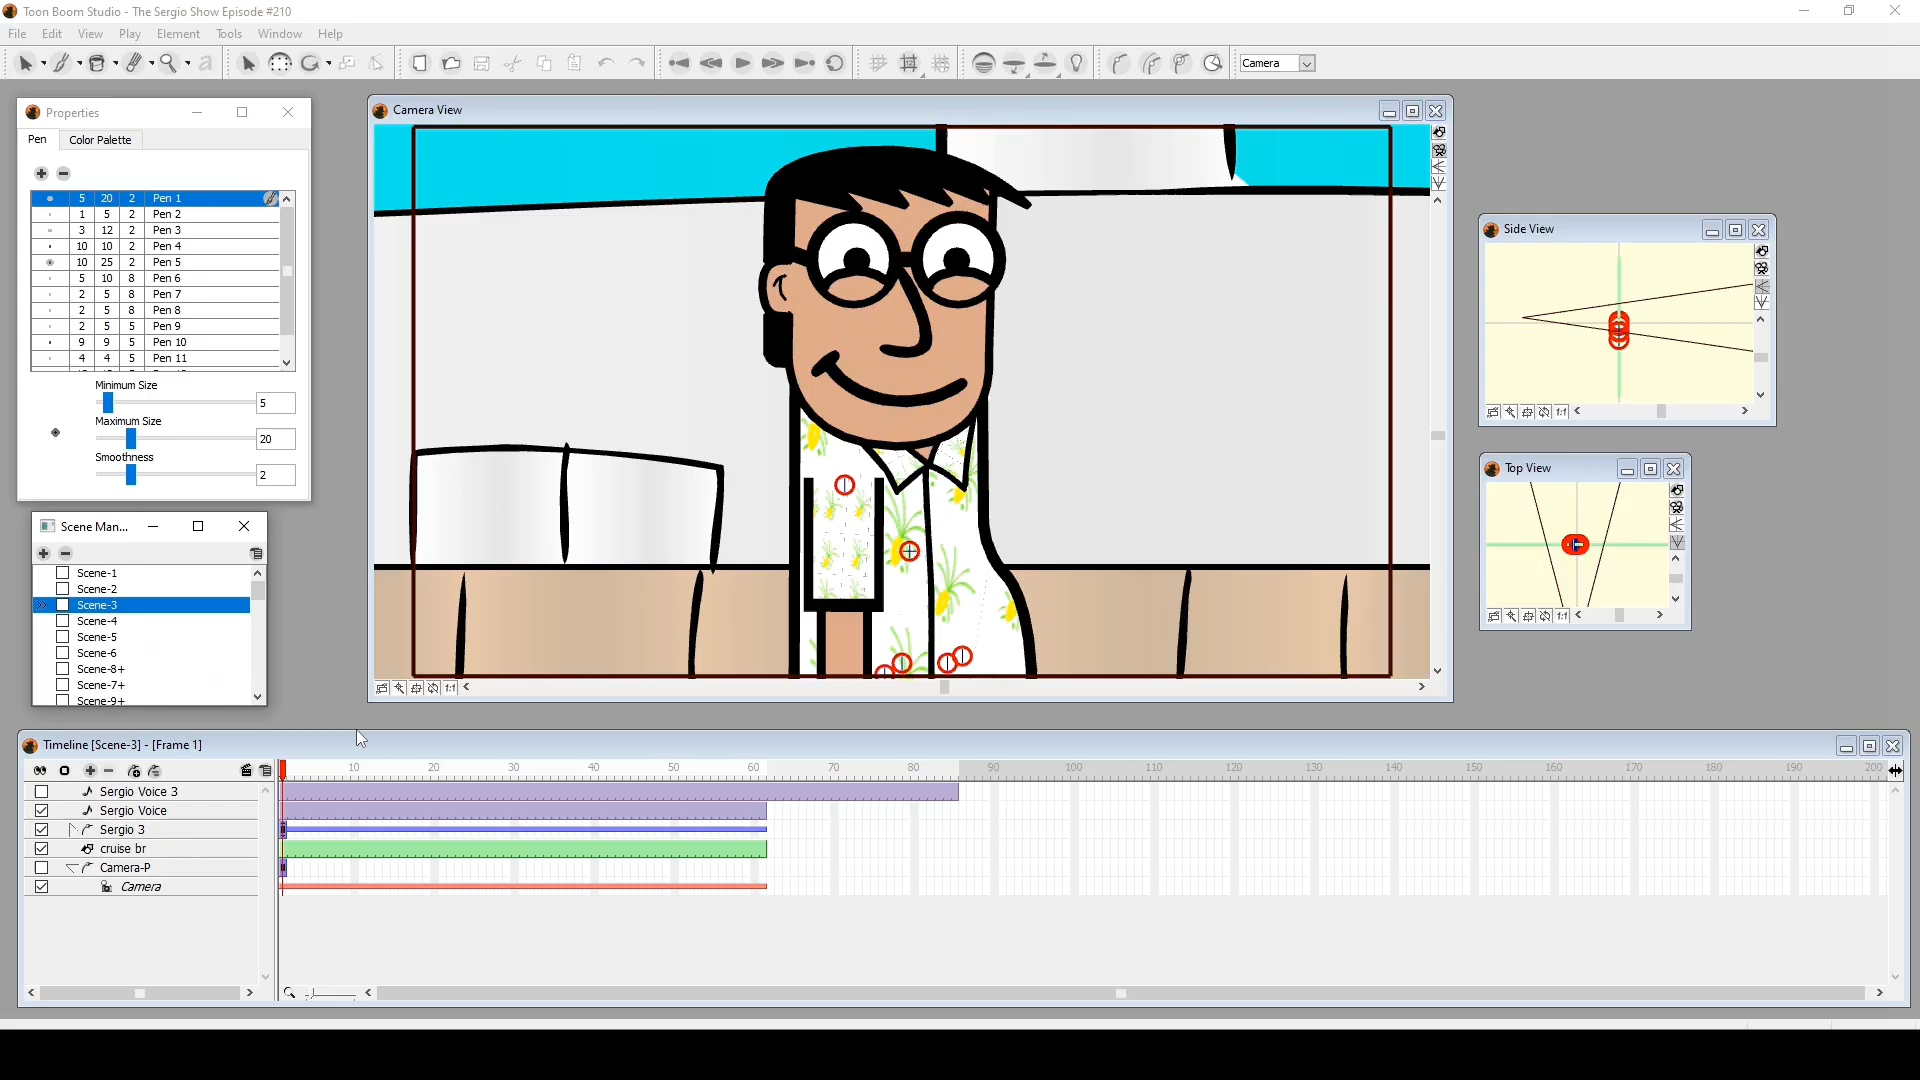 Toon Boom Studio - The Sergio Show Episode #210
File Edit View Play Element Tools Window Help
Camera
Properties
Pen Color Palette
5 20 2 Pen 1
1 5 2 Pen 2
3 12 2 Pen 3
10 10 2 Pen 4
10 25 2 Pen 5
5 10 8 Pen 6
2 5 8 Pen 7
2 5 8 Pen 8
2 5 5 Pen 9
9 9 5 Pen 10
4 4 5 Pen 11
Minimum Size
5
Maximum Size
20
Smoothness
2
Scene Man...
Scene-1
Scene-2
Scene-3
Scene-4
Scene-5
Scene-6
Scene-8+
Scene-7+
Scene-9+
Camera View
1:1
Side View
1:1
Top View
1:1
Timeline [Scene-3] - [Frame 1]
10 20 30 40 50 60 70 80 90 100 110 120 130 140 150 160 170 180 190 200
Sergio Voice 3
Sergio Voice
Sergio 3
cruise br
Camera-P
Camera